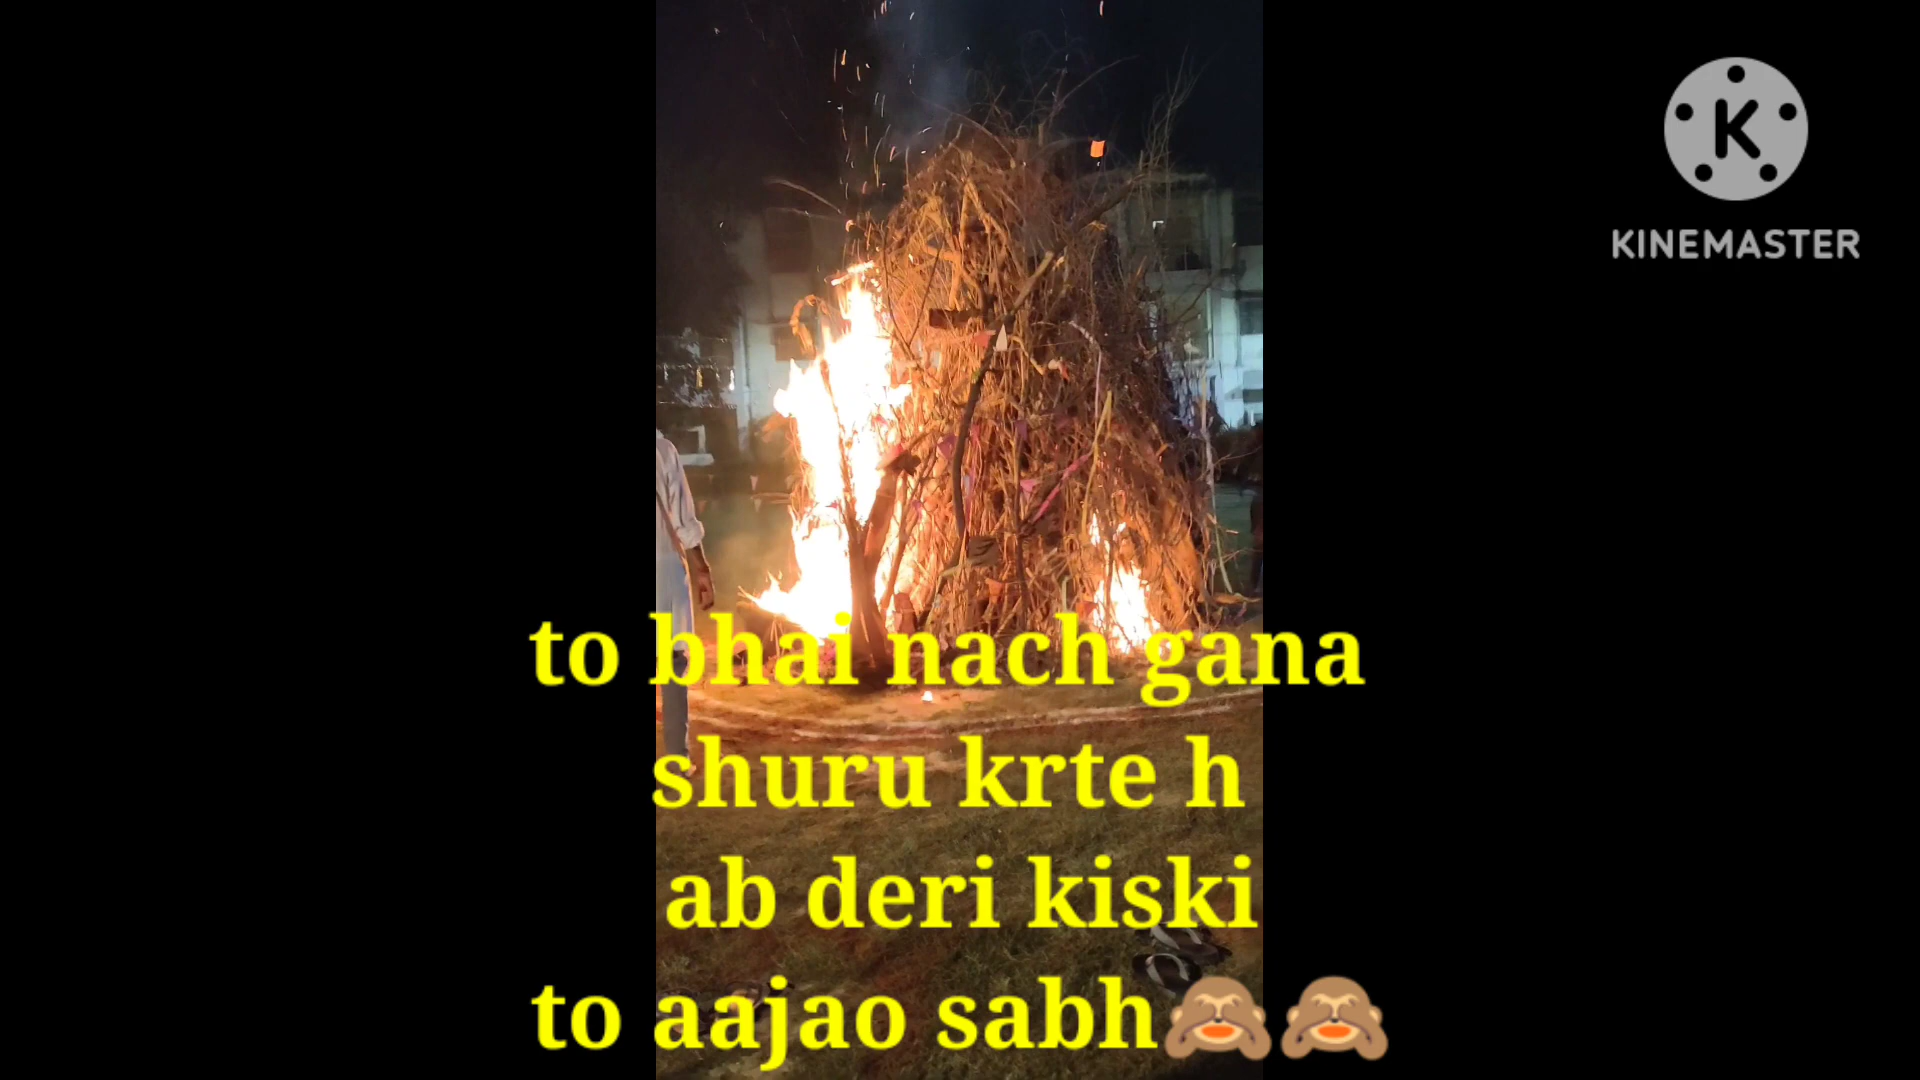 K
KINEMASTER
to bhai nach gana
shuru krte h
ab deri kiski
to aajao sabh🙈🙈